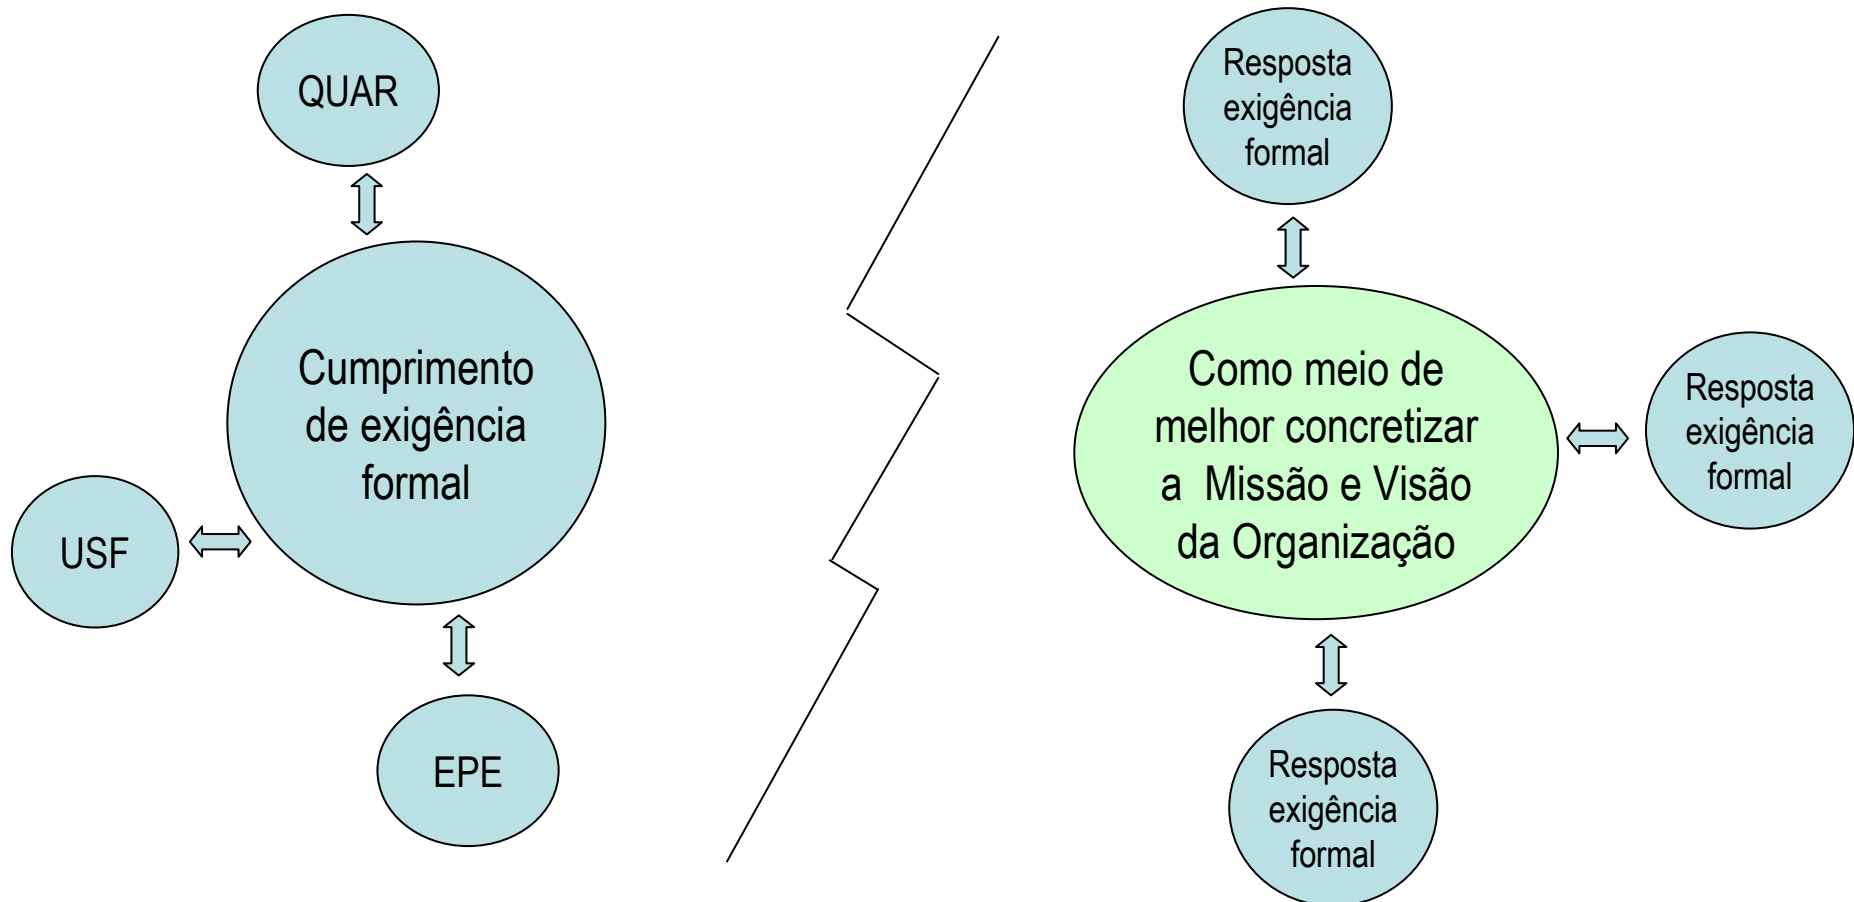 QUAR
Cumprimento
de exigência
formal
USF
EPE
Resposta
exigência
formal
Como meio de
melhor concretizar
a  Missão e Visão
da Organização
Resposta
exigência
formal
Resposta
exigência
formal